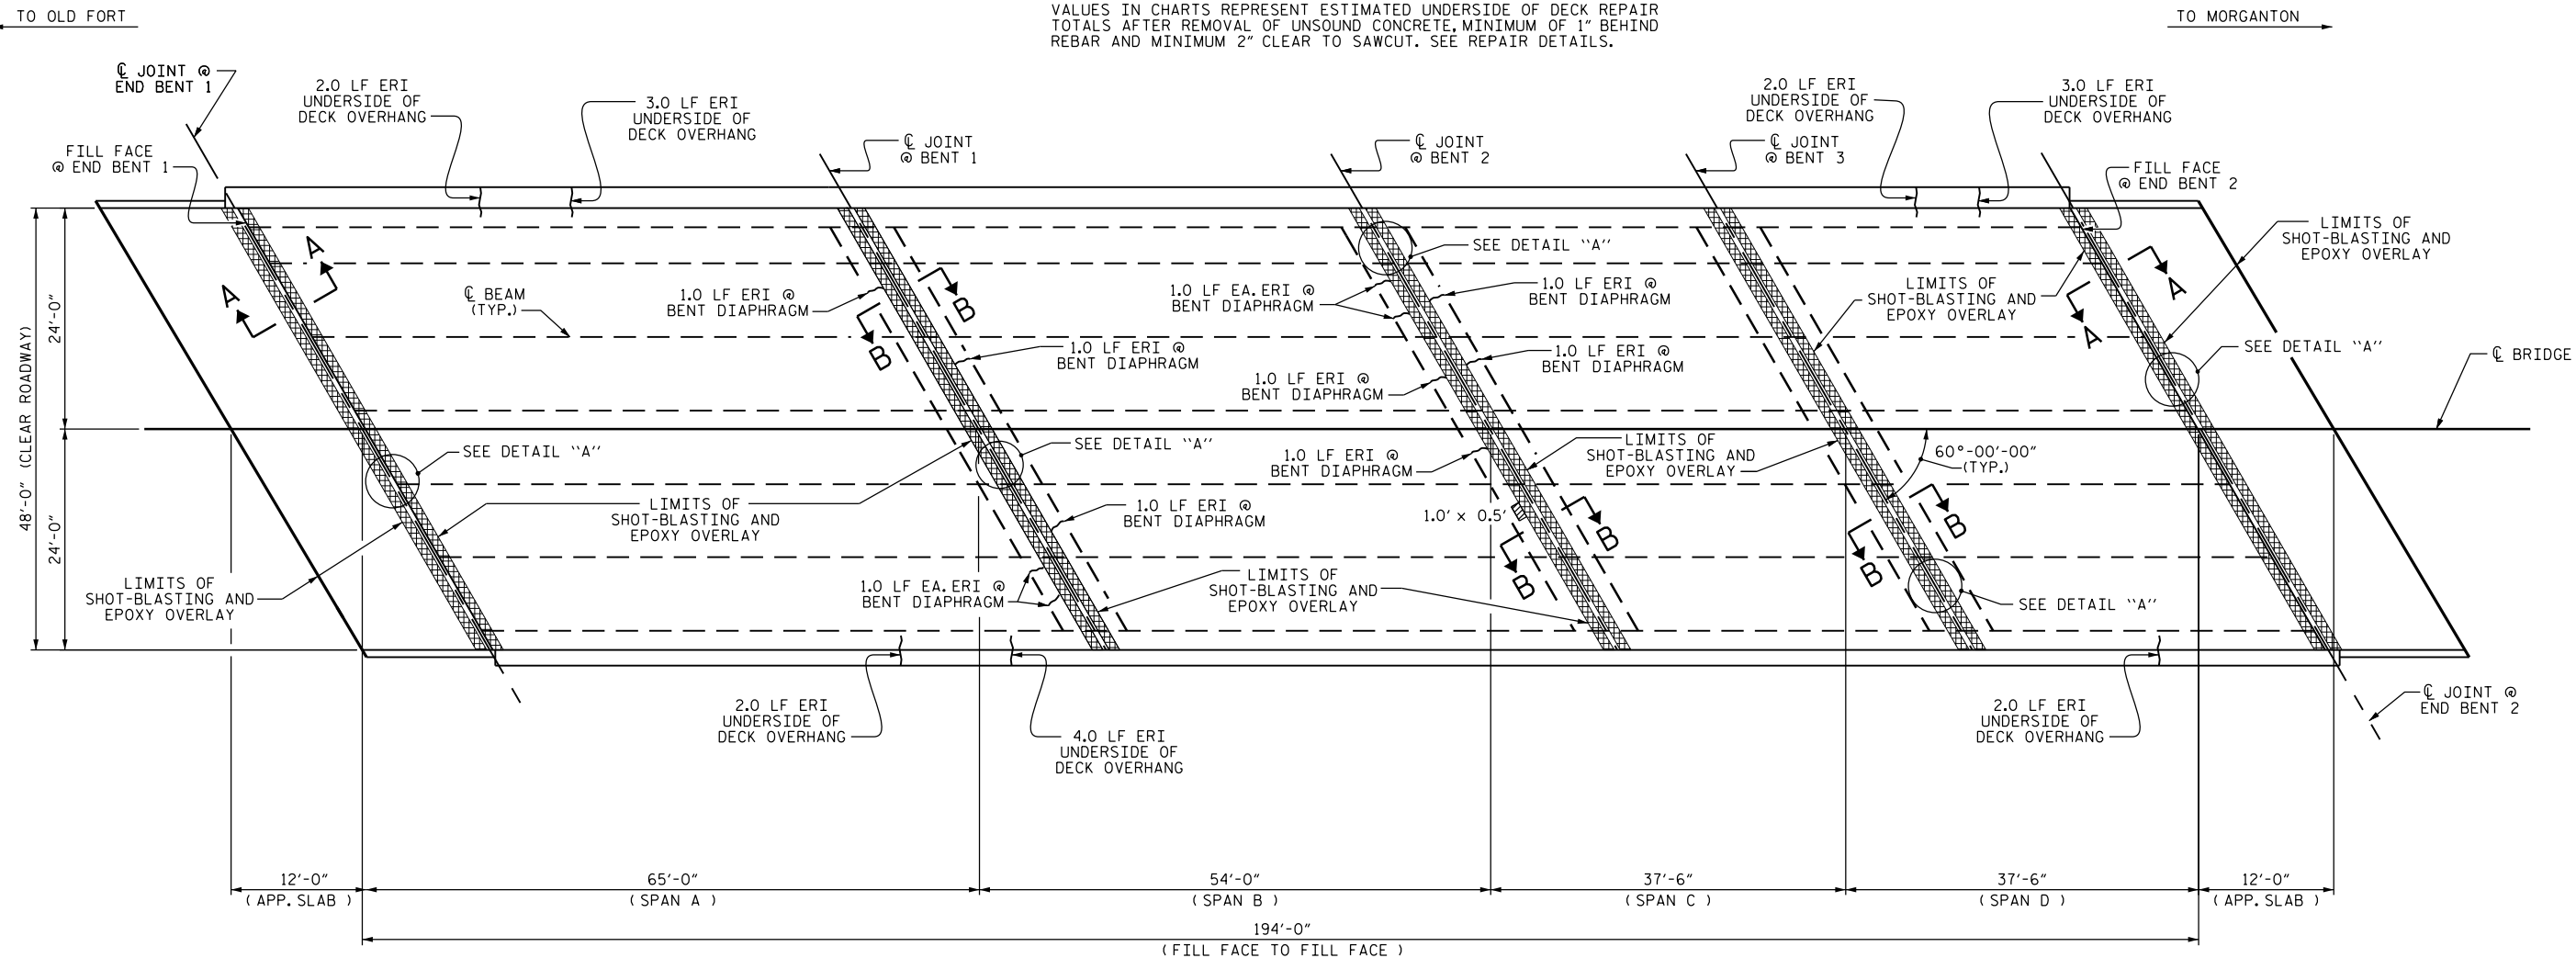 TO OLD FORT
VALUES IN CHARTS REPRESENT ESTIMATED UNDERSIDE OF DECK REPAIR
TOTALS AFTER REMOVAL OF UNSOUND CONCRETE, MINIMUM OF 1" BEHIND
REBAR AND MINIMUM 2" CLEAR TO SAWCUT. SEE REPAIR DETAILS.
TO MORGANTON
℄ JOINT @
END BENT 1
2.0 LF ERI
UNDERSIDE OF
DECK OVERHANG
3.0 LF ERI
UNDERSIDE OF
DECK OVERHANG
℄ JOINT
@ BENT 1
℄ JOINT
@ BENT 2
2.0 LF ERI
UNDERSIDE OF
DECK OVERHANG
℄ JOINT
@ BENT 3
3.0 LF ERI
UNDERSIDE OF
DECK OVERHANG
FILL FACE
@ END BENT 1
FILL FACE
@ END BENT 2
LIMITS OF
SHOT-BLASTING AND
EPOXY OVERLAY
A
A
℄ BEAM
(TYP.)
1.0 LF ERI @
BENT DIAPHRAGM
B
B
SEE DETAIL ``A''
1.0 LF EA. ERI @
BENT DIAPHRAGM
1.0 LF ERI @
BENT DIAPHRAGM
LIMITS OF
SHOT-BLASTING AND
EPOXY OVERLAY
A
A
1.0 LF ERI @
BENT DIAPHRAGM
1.0 LF ERI @
BENT DIAPHRAGM
1.0 LF ERI @
BENT DIAPHRAGM
SEE DETAIL ``A''
℄ BRIDGE
48'-0" (CLEAR ROADWAY)
24'-0"
24'-0"
SEE DETAIL ``A''
SEE DETAIL ``A''
1.0 LF ERI @
BENT DIAPHRAGM
LIMITS OF
SHOT-BLASTING AND
EPOXY OVERLAY
60°-00'-00"
(TYP.)
LIMITS OF
SHOT-BLASTING AND
EPOXY OVERLAY
1.0 LF ERI @
BENT DIAPHRAGM
1.0' x 0.5'
B
B
B
B
LIMITS OF
SHOT-BLASTING AND
EPOXY OVERLAY
1.0 LF EA. ERI @
BENT DIAPHRAGM
LIMITS OF
SHOT-BLASTING AND
EPOXY OVERLAY
SEE DETAIL ``A''
2.0 LF ERI
UNDERSIDE OF
DECK OVERHANG
4.0 LF ERI
UNDERSIDE OF
DECK OVERHANG
2.0 LF ERI
UNDERSIDE OF
DECK OVERHANG
℄ JOINT @
END BENT 2
12'-0"
(APP. SLAB)
65'-0"
(SPAN A)
54'-0"
(SPAN B)
37'-6"
(SPAN C)
37'-6"
(SPAN D)
12'-0"
(APP. SLAB)
194'-0"
(FILL FACE TO FILL FACE)